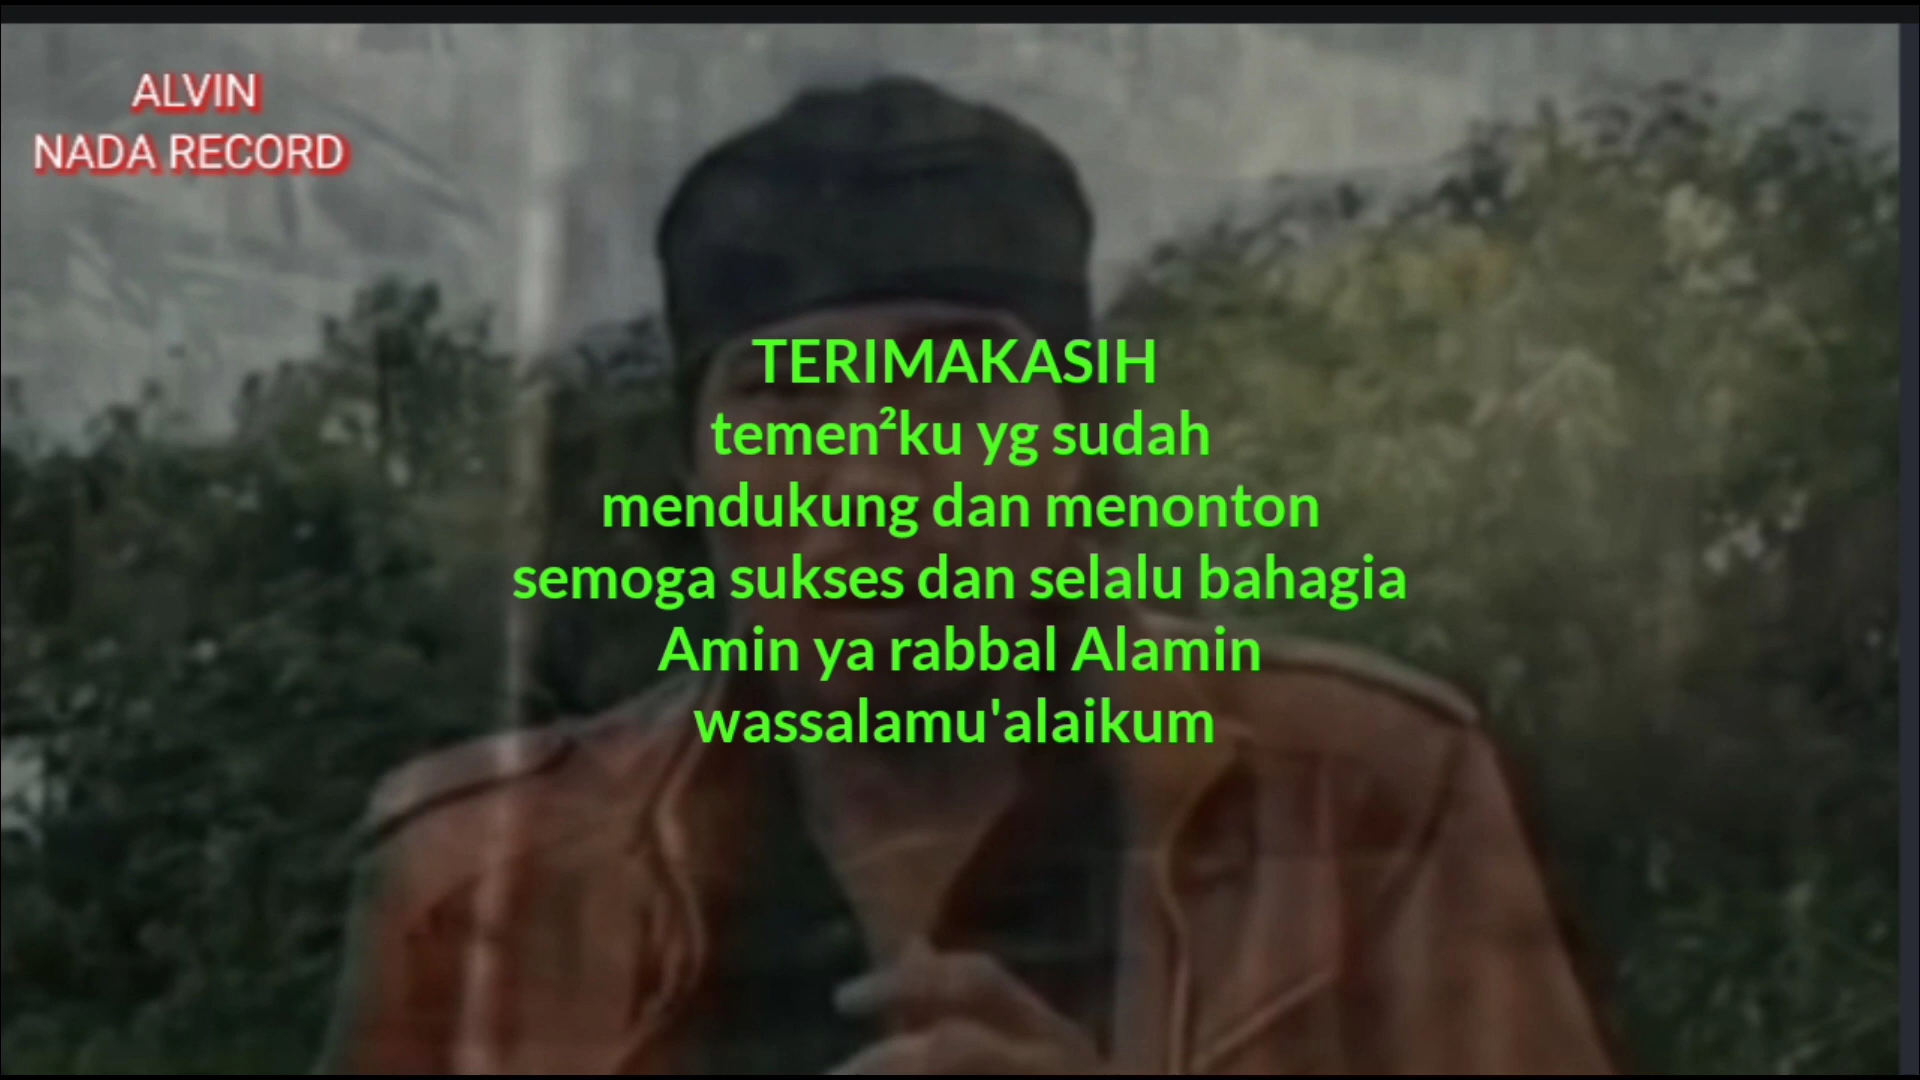 ALVIN
NADA RECORD
TERIMAKASIH
temen²ku yg sudah
mendukung dan menonton
semoga sukses dan selalu bahagia
Amin ya rabbal Alamin
wassalamu'alaikum